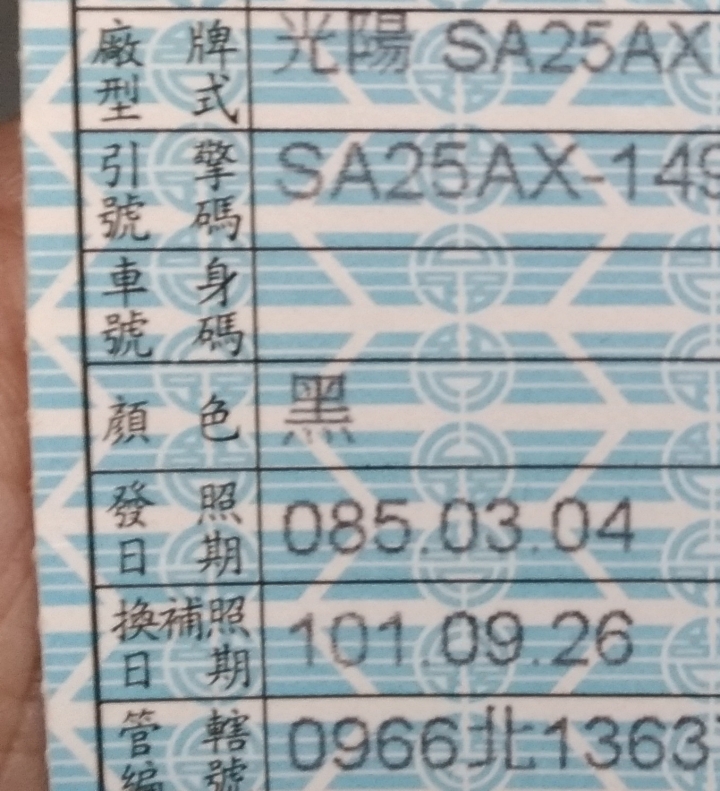 廠牌型式 光陽 SA25AX
引擎號碼 SA25AX-149
車身號碼
顏色 黑
發照日期 085.03.04
換補照日期 101.09.26
管轄編號 0966北1363